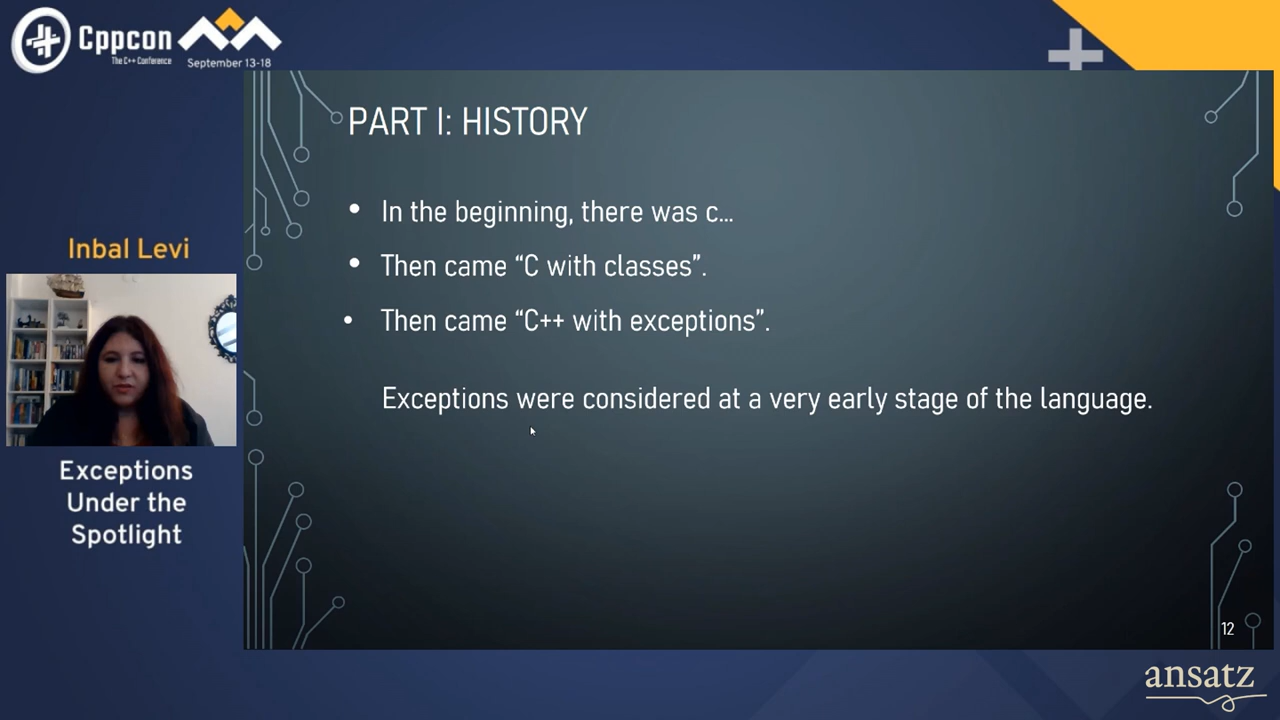 Cppcon
The C++ Conference
September 13-18
PART I: HISTORY
• In the beginning, there was c…
• Then came “C with classes”.
• Then came “C++ with exceptions”.
Exceptions were considered at a very early stage of the language.
12
Inbal Levi
Exceptions
Under the
Spotlight
ansatz